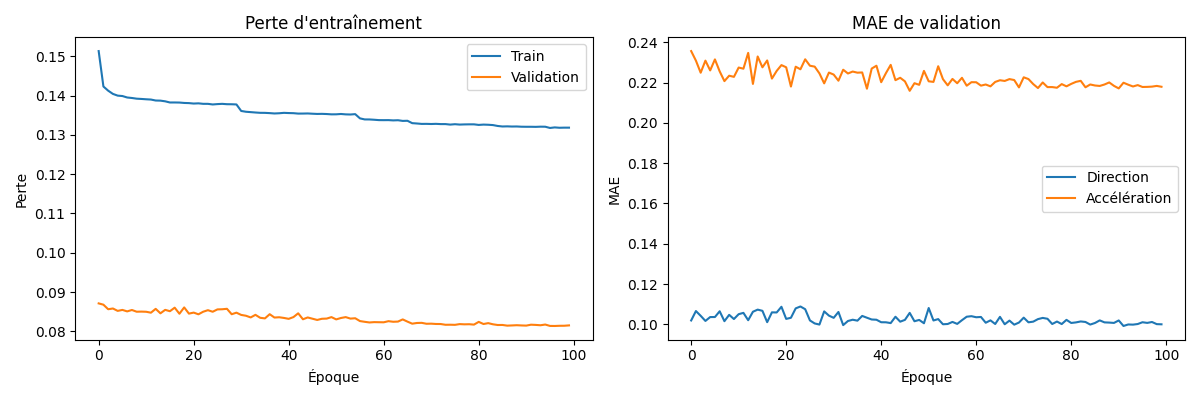 Perte d'entraînement
0.15
0.14
0.13
0.12
0.11
0.10
0.09
0.08
Perte
0
20
40
60
80
100
Époque
Train
Validation
MAE de validation
0.24
0.22
0.20
0.18
0.16
0.14
0.12
0.10
MAE
0
20
40
60
80
100
Époque
Direction
Accélération